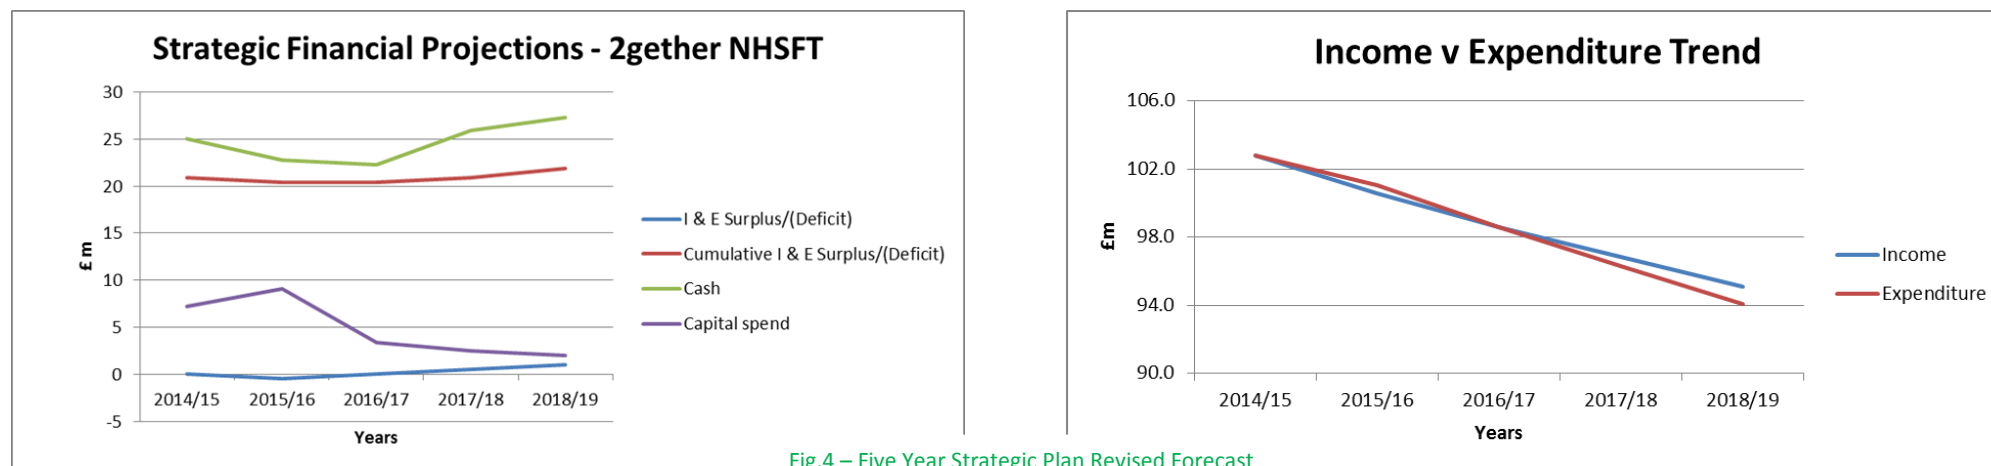 Strategic Financial Projections - 2gether NHSFT
30
25
20
15
10
5
0
-5
£ m
2014/15 2015/16 2016/17 2017/18 2018/19
Years
I & E Surplus/(Deficit)
Cumulative I & E Surplus/(Deficit)
Cash
Capital spend
Income v Expenditure Trend
106.0
102.0
98.0
94.0
90.0
£m
2014/15 2015/16 2016/17 2017/18 2018/19
Years
Income
Expenditure
Fig.4 – Five Year Strategic Plan Revised Forecast